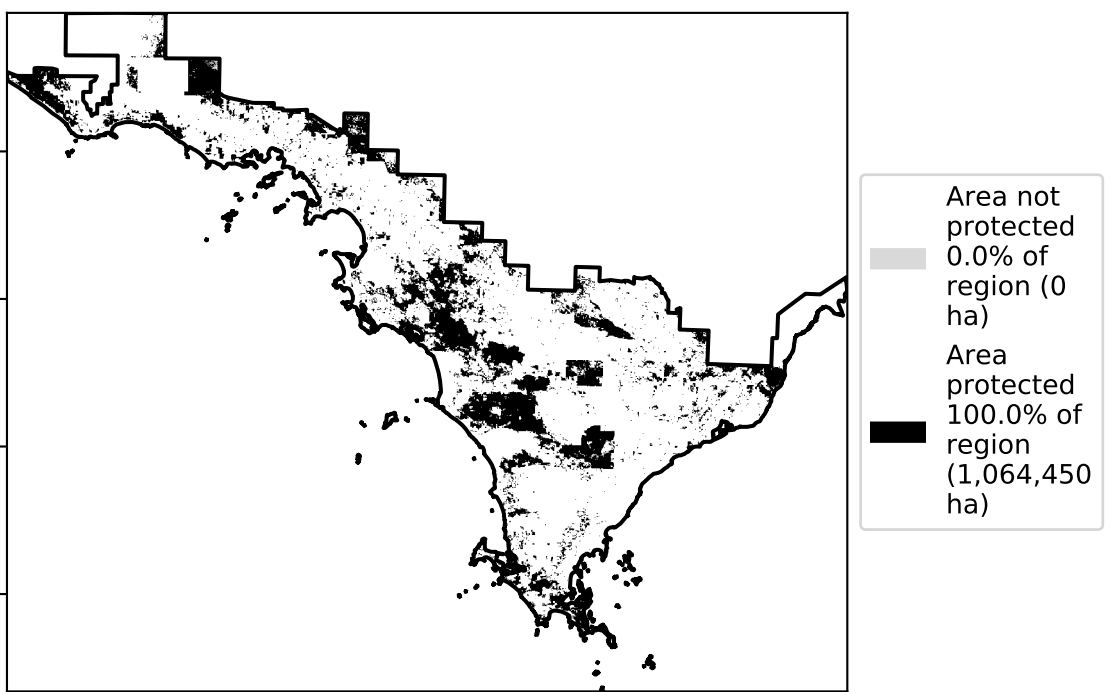 Area not
protected
0.0% of
region (0
ha)
Area
protected
100.0% of
region
(1,064,450
ha)